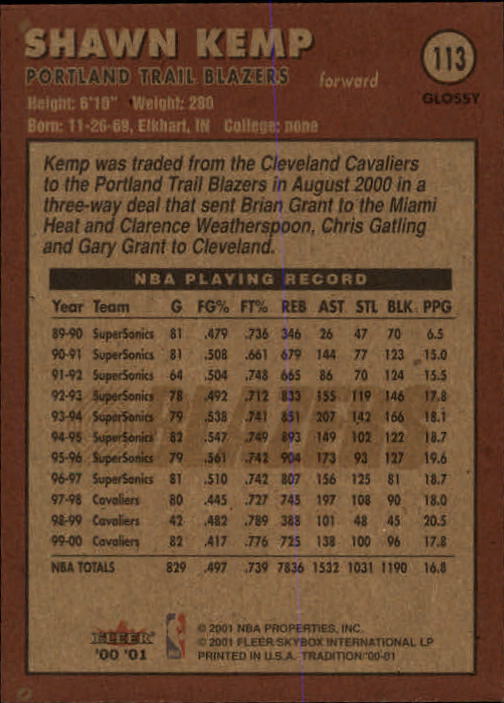 SHAWN KEMP
113
PORTLAND TRAIL BLAZERS forward
GLOSSY
Height: 6'10" Weight: 280
Born: 11-26-69, Elkhart, IN College: none
Kemp was traded from the Cleveland Cavaliers
to the Portland Trail Blazers in August 2000 in a
three-way deal that sent Brian Grant to the Miami
Heat and Clarence Weatherspoon, Chris Gatling
and Gary Grant to Cleveland.
NBA PLAYING RECORD
Year Team G FG% FT% REB AST STL BLK PPG
89-90 SuperSonics 81 .479 .736 346 26 47 70 6.5
90-91 SuperSonics 81 .508 .661 679 144 77 123 15.0
91-92 SuperSonics 64 .504 .748 665 86 70 124 15.5
92-93 SuperSonics 78 .492 .712 833 155 119 146 17.8
93-94 SuperSonics 79 .538 .741 851 207 142 166 18.1
94-95 SuperSonics 82 .547 .749 893 149 102 122 18.7
95-96 SuperSonics 79 .561 .742 904 173 93 127 19.6
96-97 SuperSonics 81 .510 .742 807 156 125 81 18.7
97-98 Cavaliers 80 .445 .727 745 197 108 90 18.0
98-99 Cavaliers 42 .482 .789 388 101 48 45 20.5
99-00 Cavaliers 82 .417 .776 725 138 100 96 17.8
NBA TOTALS 829 .497 .739 7836 1532 1031 1190 16.8
FLEER
'00 '01
© 2001 NBA PROPERTIES, INC.
© 2001 FLEER/SKYBOX INTERNATIONAL LP
PRINTED IN U.S.A. TRADITION/'00-01